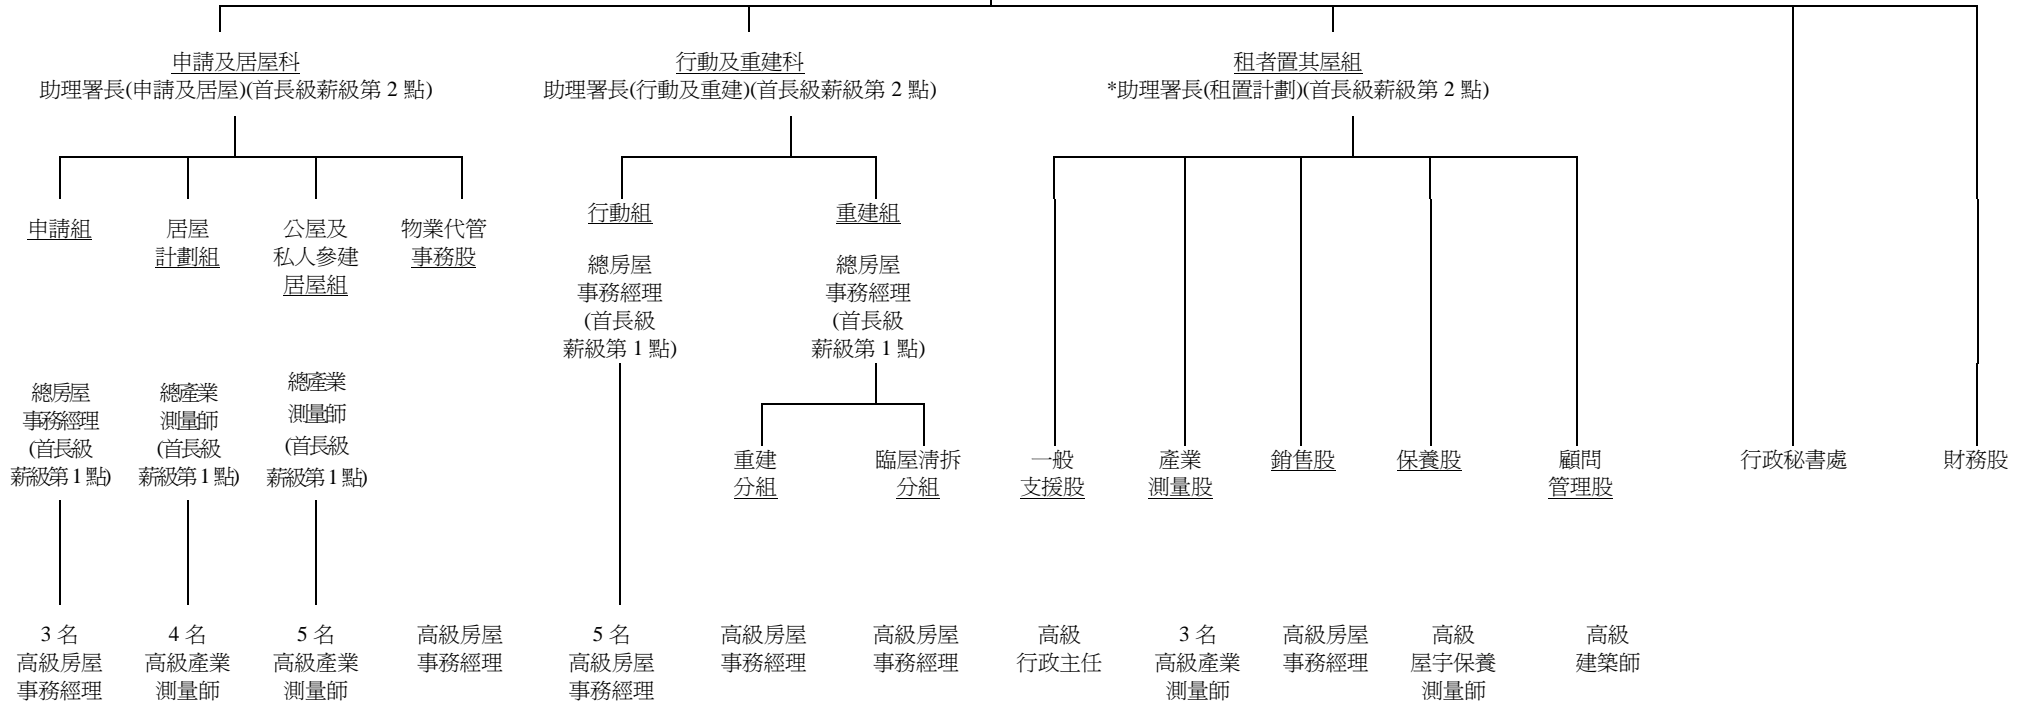 申請及居屋科
助理署長(申請及居屋)(首長級薪級第 2 點)
行動及重建科
助理署長(行動及重建)(首長級薪級第 2 點)
租者置其屋組
*助理署長(租置計劃)(首長級薪級第 2 點)
申請組
居屋
計劃組
公屋及
私人參建
居屋組
物業代管
事務股
行動組
總房屋
事務經理
(首長級
薪級第 1 點)
重建組
總房屋
事務經理
(首長級
薪級第 1 點)
總房屋
事務經理
(首長級
薪級第 1 點)
總產業
測量師
(首長級
薪級第 1 點)
總產業
測量師
(首長級
薪級第 1 點)
重建
分組
臨屋清拆
分組
一般
支援股
產業
測量股
銷售股
保養股
顧問
管理股
行政秘書處
財務股
3 名
高級房屋
事務經理
4 名
高級產業
測量師
5 名
高級產業
測量師
高級房屋
事務經理
5 名
高級房屋
事務經理
高級房屋
事務經理
高級房屋
事務經理
高級
行政主任
3 名
高級產業
測量師
高級房屋
事務經理
高級
屋宇保養
測量師
高級
建築師